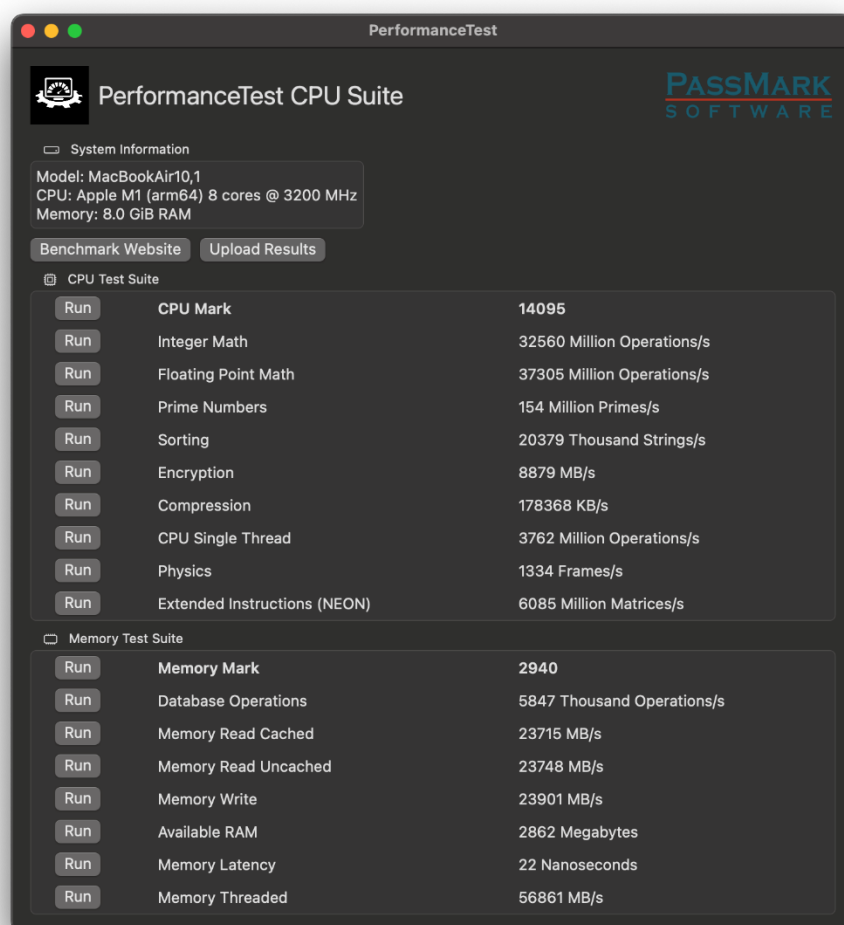 PerformanceTest
PerformanceTest CPU Suite
PASSMARK
SOFTWARE
System Information
Model: MacBookAir10,1
CPU: Apple M1 (arm64) 8 cores @ 3200 MHz
Memory: 8.0 GiB RAM
Benchmark Website Upload Results
CPU Test Suite
Run CPU Mark 14095
Run Integer Math 32560 Million Operations/s
Run Floating Point Math 37305 Million Operations/s
Run Prime Numbers 154 Million Primes/s
Run Sorting 20379 Thousand Strings/s
Run Encryption 8879 MB/s
Run Compression 178368 KB/s
Run CPU Single Thread 3762 Million Operations/s
Run Physics 1334 Frames/s
Run Extended Instructions (NEON) 6085 Million Matrices/s
Memory Test Suite
Run Memory Mark 2940
Run Database Operations 5847 Thousand Operations/s
Run Memory Read Cached 23715 MB/s
Run Memory Read Uncached 23748 MB/s
Run Memory Write 23901 MB/s
Run Available RAM 2862 Megabytes
Run Memory Latency 22 Nanoseconds
Run Memory Threaded 56861 MB/s